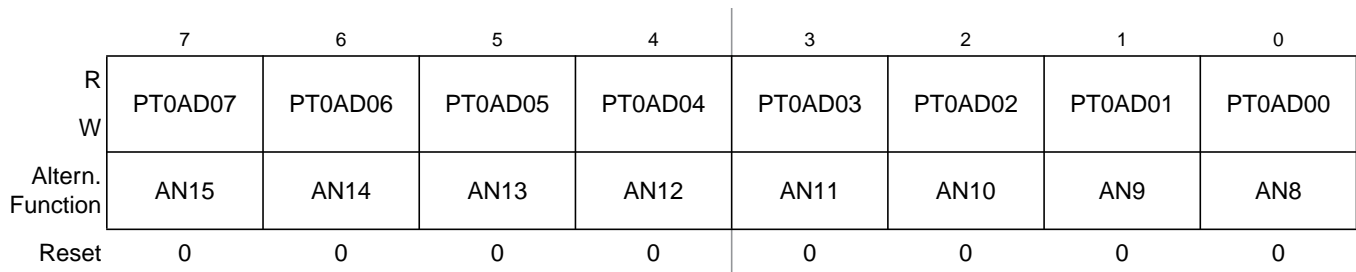 7 6 5 4 3 2 1 0
R
W
PT0AD07 PT0AD06 PT0AD05 PT0AD04 PT0AD03 PT0AD02 PT0AD01 PT0AD00
Altern.
Function
AN15 AN14 AN13 AN12 AN11 AN10 AN9 AN8
Reset 0 0 0 0 0 0 0 0